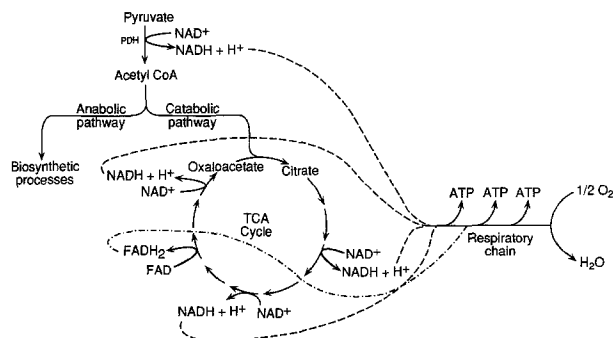 Pyruvate
PDH
NAD⁺
NADH + H⁺
Acetyl CoA
Anabolic
pathway
Catabolic
pathway
Biosynthetic
processes
NADH + H⁺
NAD⁺
Oxaloacetate
Citrate
TCA
Cycle
FADH₂
FAD
NAD⁺
NADH + H⁺
NADH + H⁺
NAD⁺
ATP ATP ATP
1/2 O₂
Respiratory
chain
H₂O